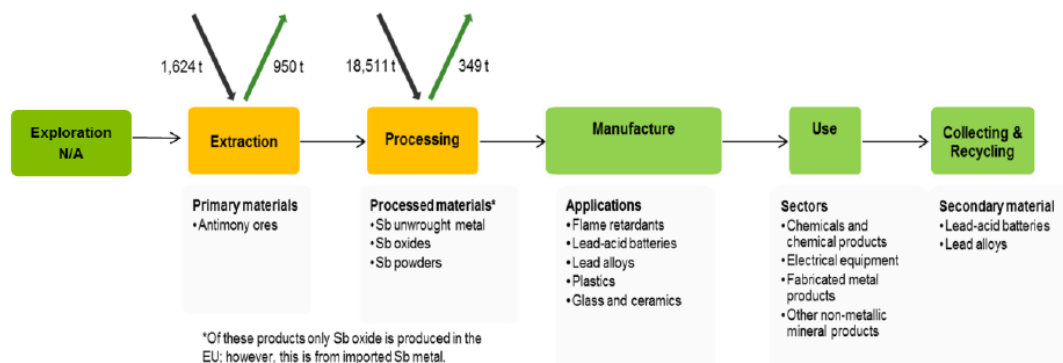 1,624 t
950 t
18,511 t
349 t
Exploration
N/A
Extraction
Processing
Manufacture
Use
Collecting &
Recycling
Primary materials
•Antimony ores
Processed materials*
•Sb unwrought metal
•Sb oxides
•Sb powders
Applications
•Flame retardants
•Lead-acid batteries
•Lead alloys
•Plastics
•Glass and ceramics
Sectors
•Chemicals and
chemical products
•Electrical equipment
•Fabricated metal
products
•Other non-metallic
mineral products
Secondary material
•Lead-acid batteries
•Lead alloys
*Of these products only Sb oxide is produced in the
EU; however, this is from imported Sb metal.